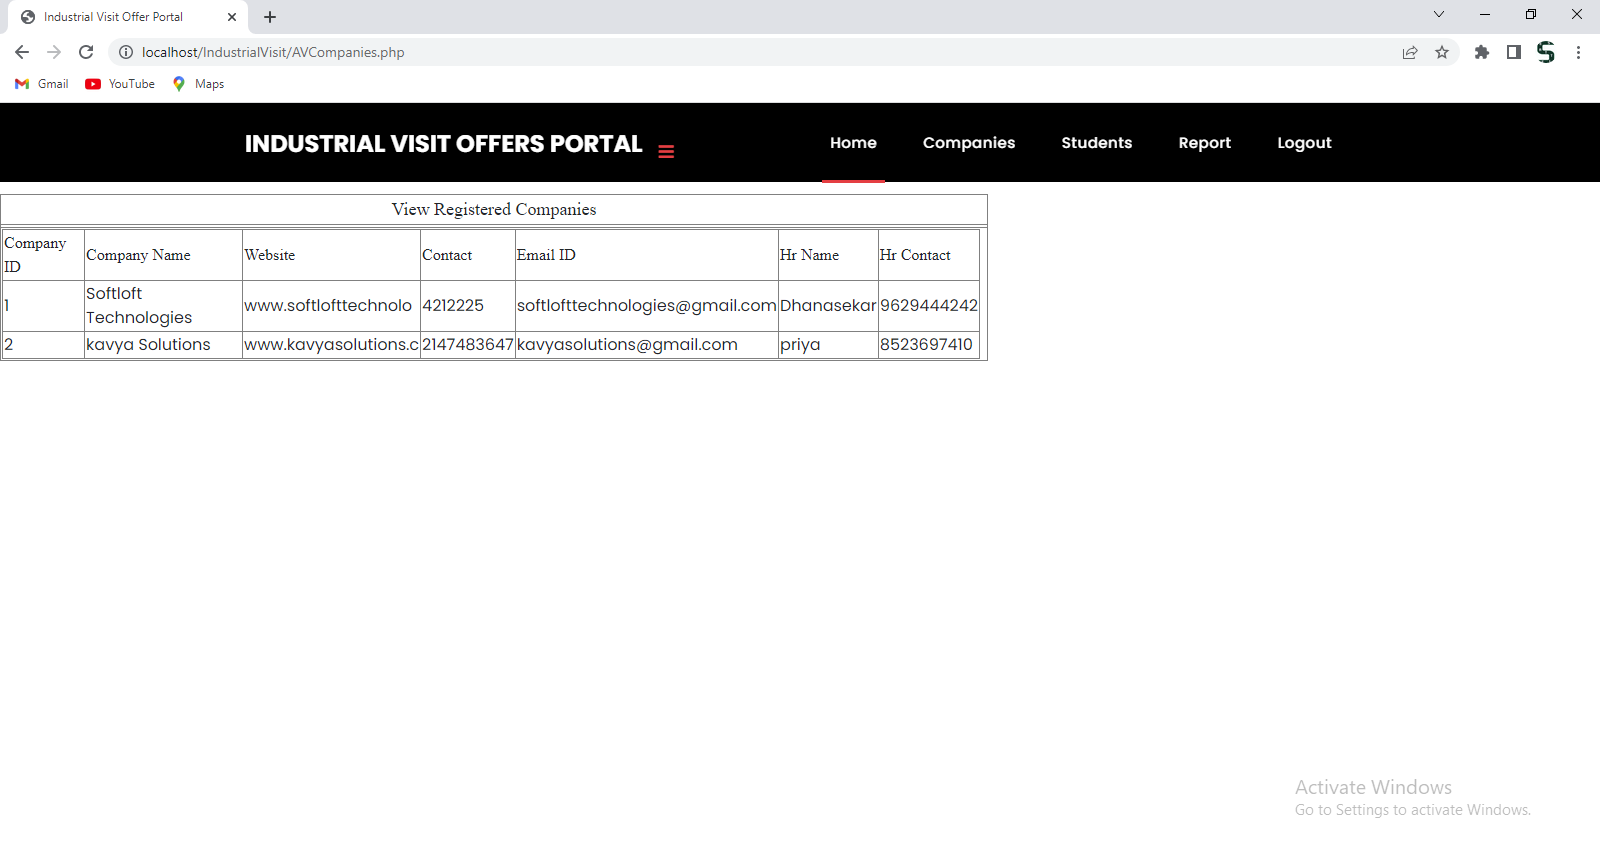 Industrial Visit Offer Portal
localhost/IndustrialVisit/AVCompanies.php
Gmail YouTube Maps
INDUSTRIAL VISIT OFFERS PORTAL Home Companies Students Report Logout
View Registered Companies
Company ID Company Name Website Contact Email ID Hr Name Hr Contact
1 Softloft Technologies www.softlofttechnolo 4212225 softlofttechnologies@gmail.com Dhanasekar 9629444242
2 kavya Solutions www.kavyasolutions.c 2147483647 kavyasolutions@gmail.com priya 8523697410
Activate Windows
Go to Settings to activate Windows.